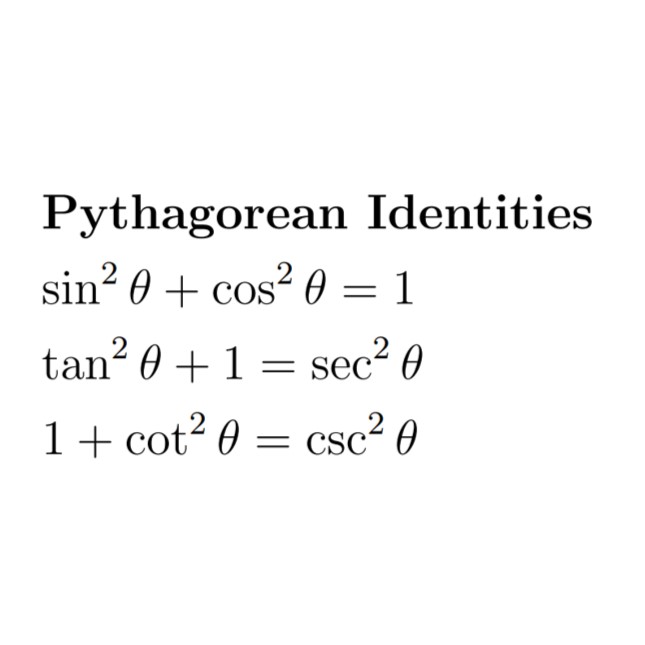 Pythagorean Identities
sin² θ + cos² θ = 1
tan² θ + 1 = sec² θ
1 + cot² θ = csc² θ